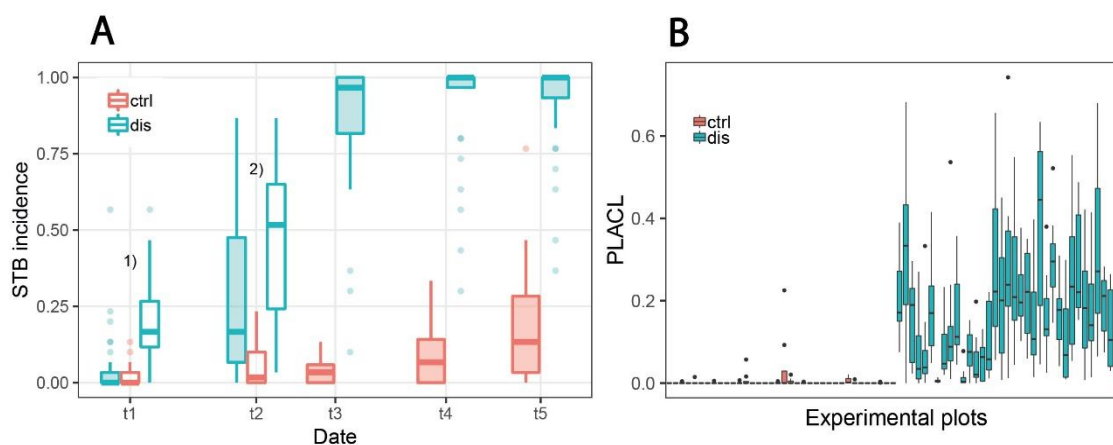 A
STB incidence
1.00
0.75
0.50
0.25
0.00
ctrl
dis
1)
2)
t1
t2
t3
t4
t5
Date
B
PLACL
0.6
0.4
0.2
0.0
ctrl
dis
Experimental plots